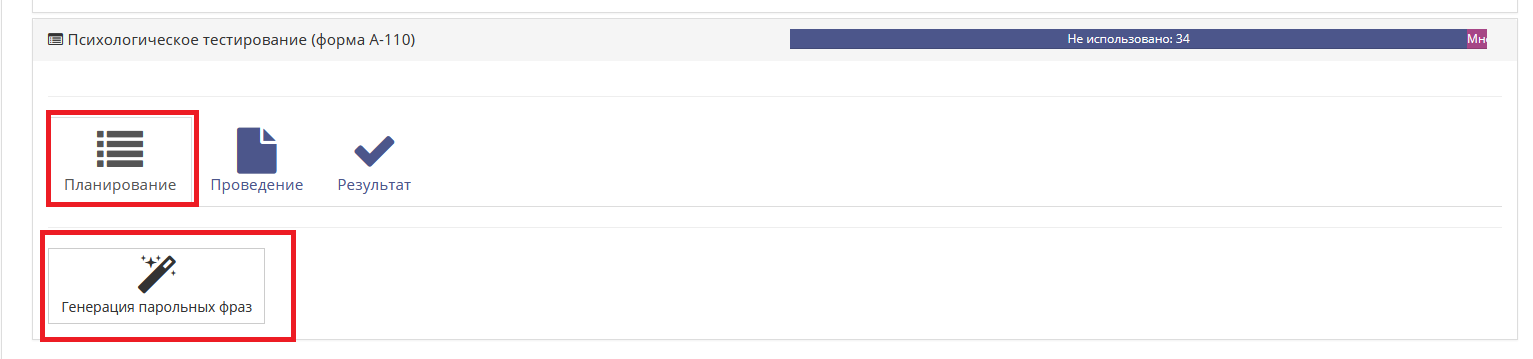 Психологическое тестирование (форма А-110)
Не использовано: 34
Планирование
Проведение
Результат
Генерация парольных фраз